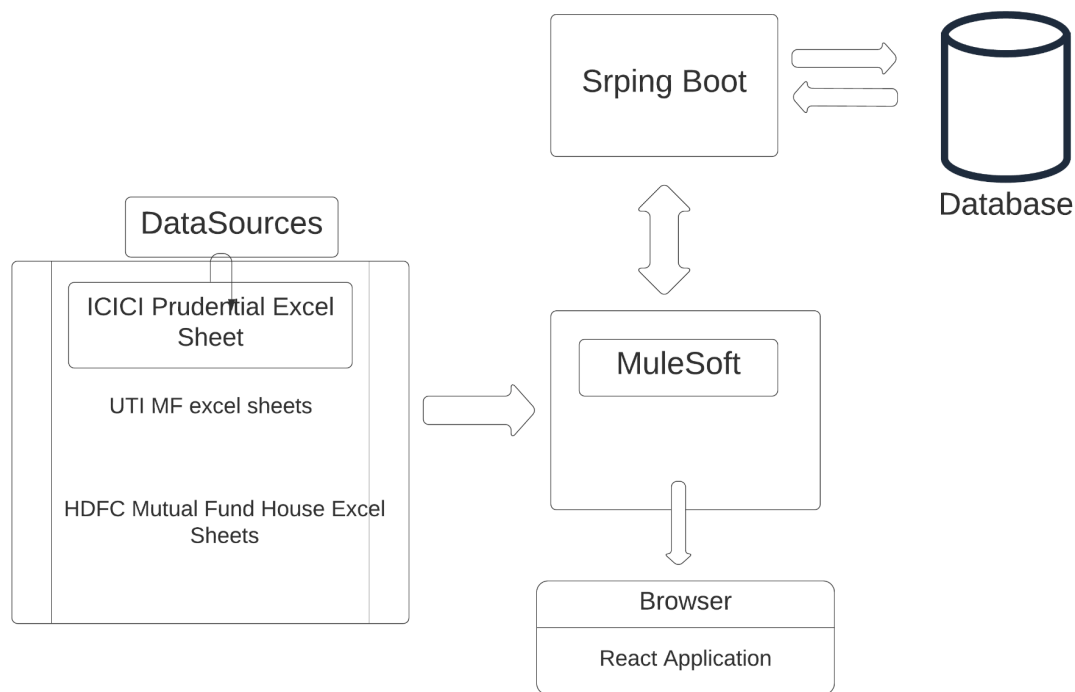 Srping Boot
Database
DataSources
ICICI Prudential Excel
Sheet
UTI MF excel sheets
HDFC Mutual Fund House Excel
Sheets
MuleSoft
Browser
React Application